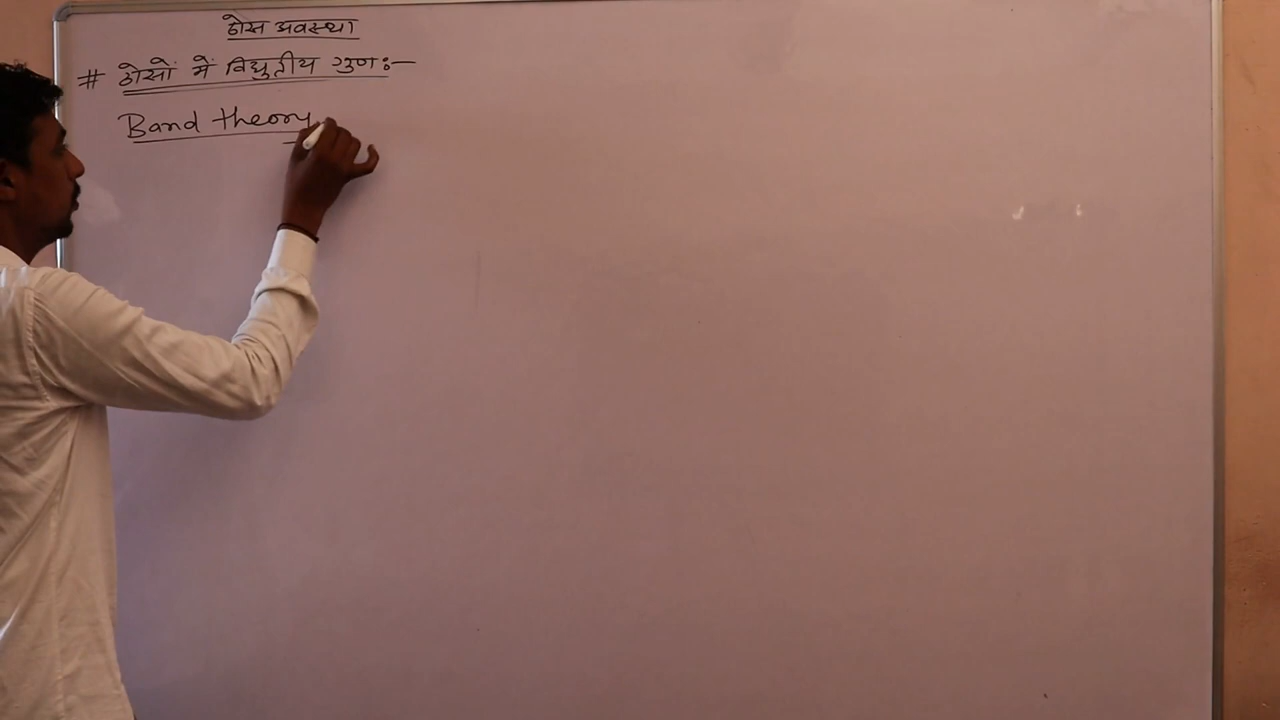 ठोस अवस्था
# ठोसों में विद्युतीय गुण :-
Band theory